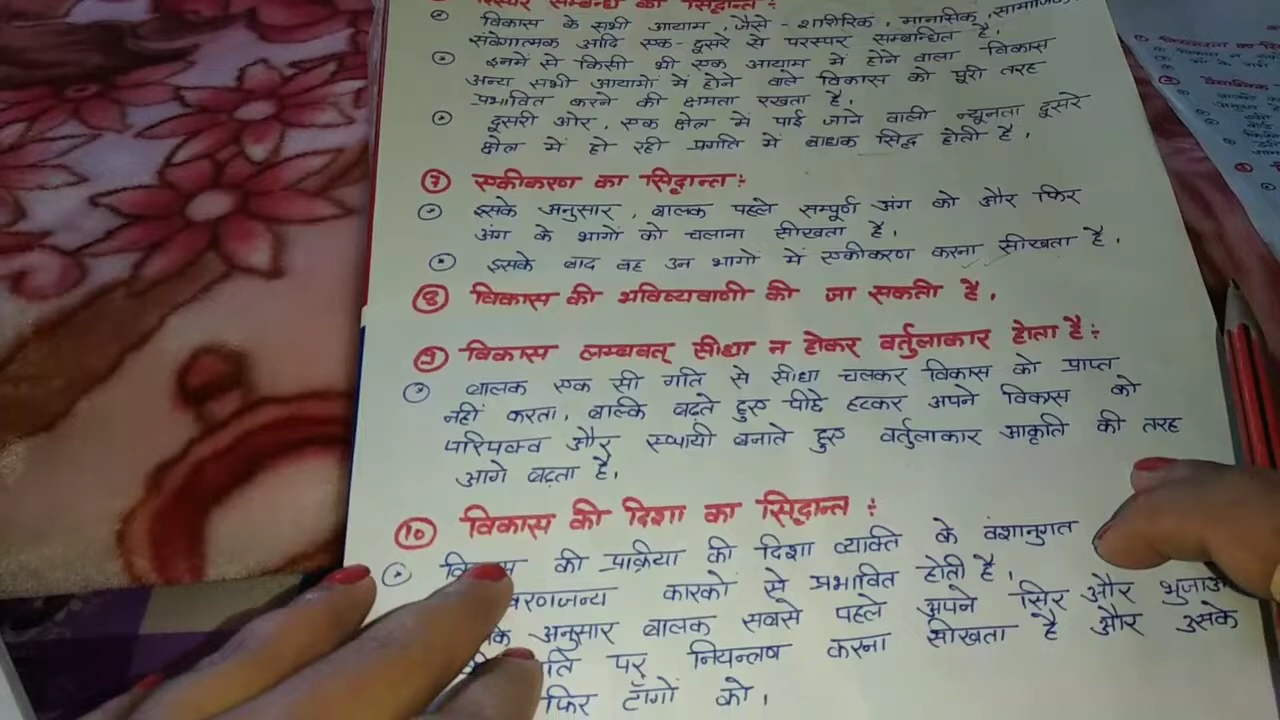 परस्पर सम्बन्ध का सिद्धान्त :
विकास के सभी आयाम, जैसे - शारीरिक, मानसिक, सामाजिक,
संवेगात्मक आदि एक-दूसरे से परस्पर सम्बन्धित है.
इनमें से किसी भी एक आयाम में होने वाला विकास
अन्य सभी आयामो में होने वाले विकास को पूरी तरह
प्रभावित करने की क्षमता रखता है.
दूसरी ओर, एक क्षेत्र में पाई जाने वाली न्यूनता दूसरे
क्षेत्र में हो रही प्रगति में बाधक सिद्ध होती है.
⑦ एकीकरण का सिद्धान्त :
इसके अनुसार, बालक पहले सम्पूर्ण अंग को और फिर
अंग के भागों को चलाना सीखता है.
इसके बाद वह उन भागो में एकीकरण करना सीखता है.
⑧ विकास की भविष्यवाणी की जा सकती है.
⑨ विकास लम्बवत् सीधा न होकर वर्तुलाकार होता है :
बालक एक सी गति से सीधा चलकर विकास को प्राप्त
नहीं करता, बल्कि बढ़ते हुए पीछे हटकर अपने विकास को
परिपक्व और स्थायी बनाते हुए वर्तुलाकार आकृति की तरह
आगे बढ़ता है.
⑩ विकास की दिशा का सिद्धान्त :
की प्रक्रिया की दिशा व्यक्ति के वंशानुगत
वरणजन्य कारकों से प्रभावित होती है.
अनुसार बालक सबसे पहले अपने सिर और
पर नियन्त्रण करना सीखता है और उसके
फिर टाँगों को.